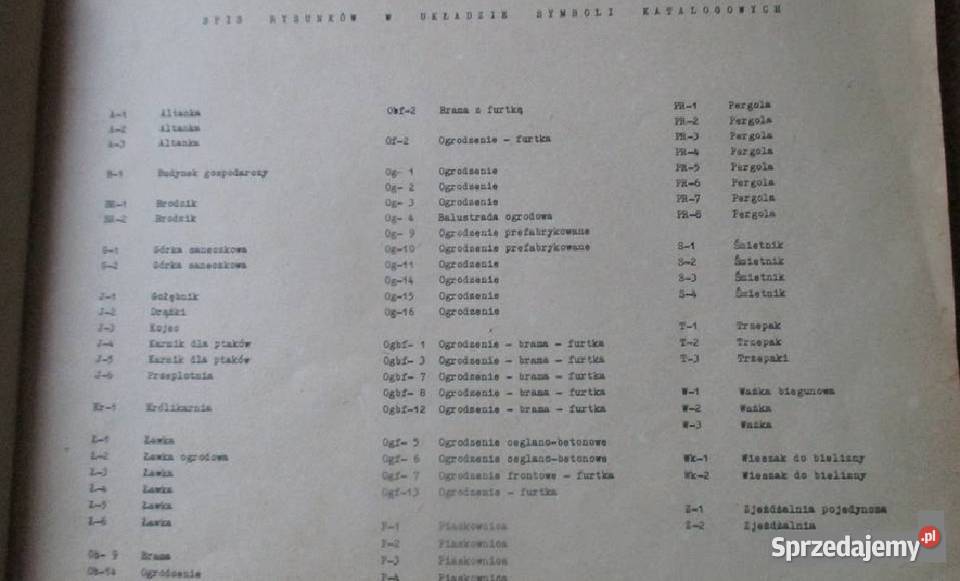 SPIS RYSUNKÓW W UKŁADZIE SYMBOLI KATALOGOWYCH
A-1 Altanka
A-2 Altanka
A-3 Altanka
B-1 Budynek gospodarczy
BR-1 Brodzik
BR-2 Brodzik
G-1 Górka saneczkowa
G-2 Górka saneczkowa
J-1 Gołębnik
J-2 Drążki
J-3 Kojec
J-4 Karmik dla ptaków
J-5 Karmik dla ptaków
J-6 Przeplotnia
Kr-1 Królikarnia
Ł-1 Ławka
Ł-2 Ławka ogrodowa
Ł-3 Ławka
Ł-4 Ławka
Ł-5 Ławka
Ł-6 Ławka
Ob- 9 Brama
Ob-14 Ogrodzenie
Obf-2 Brama z furtką
Of-2 Ogrodzenie - furtka
Og- 1 Ogrodzenie
Og- 2 Ogrodzenie
Og- 3 Ogrodzenie
Og- 4 Balustrada ogrodowa
Og- 9 Ogrodzenie prefabrykowane
Og-10 Ogrodzenie prefabrykowane
Og-11 Ogrodzenie
Og-14 Ogrodzenie
Og-15 Ogrodzenie
Og-16 Ogrodzenie
Ogbf- 1 Ogrodzenie - brama - furtka
Ogbf- 3 Ogrodzenie - brama - furtka
Ogbf- 7 Ogrodzenie - brama - furtka
Ogbf- 8 Ogrodzenie - brama - furtka
Ogbf-12 Ogrodzenie - brama - furtka
Ogf- 5 Ogrodzenie ceglano-betonowe
Ogf- 6 Ogrodzenie ceglano-betonowe
Ogf- 7 Ogrodzenie frontowe - furtka
Ogf-13 Ogrodzenie - furtka
P-1 Piaskownica
P-2 Piaskownica
P-3 Piaskownica
P-4 Piaskownica
PR-1 Pergola
PR-2 Pergola
PR-3 Pergola
PR-4 Pergola
PR-5 Pergola
PR-6 Pergola
PR-7 Pergola
PR-8 Pergola
S-1 Śmietnik
S-2 Śmietnik
S-3 Śmietnik
S-4 Śmietnik
T-1 Trzepak
T-2 Trzepak
T-3 Trzepaki
W-1 Ważka biegunowa
W-2 Ważka
W-3 Ważka
Wk-1 Wieszak do bielizny
Wk-2 Wieszak do bielizny
Z-1 Zjeżdżalnia pojedyncza
Z-2 Zjeżdżalnia
Sprzedajemy.pl